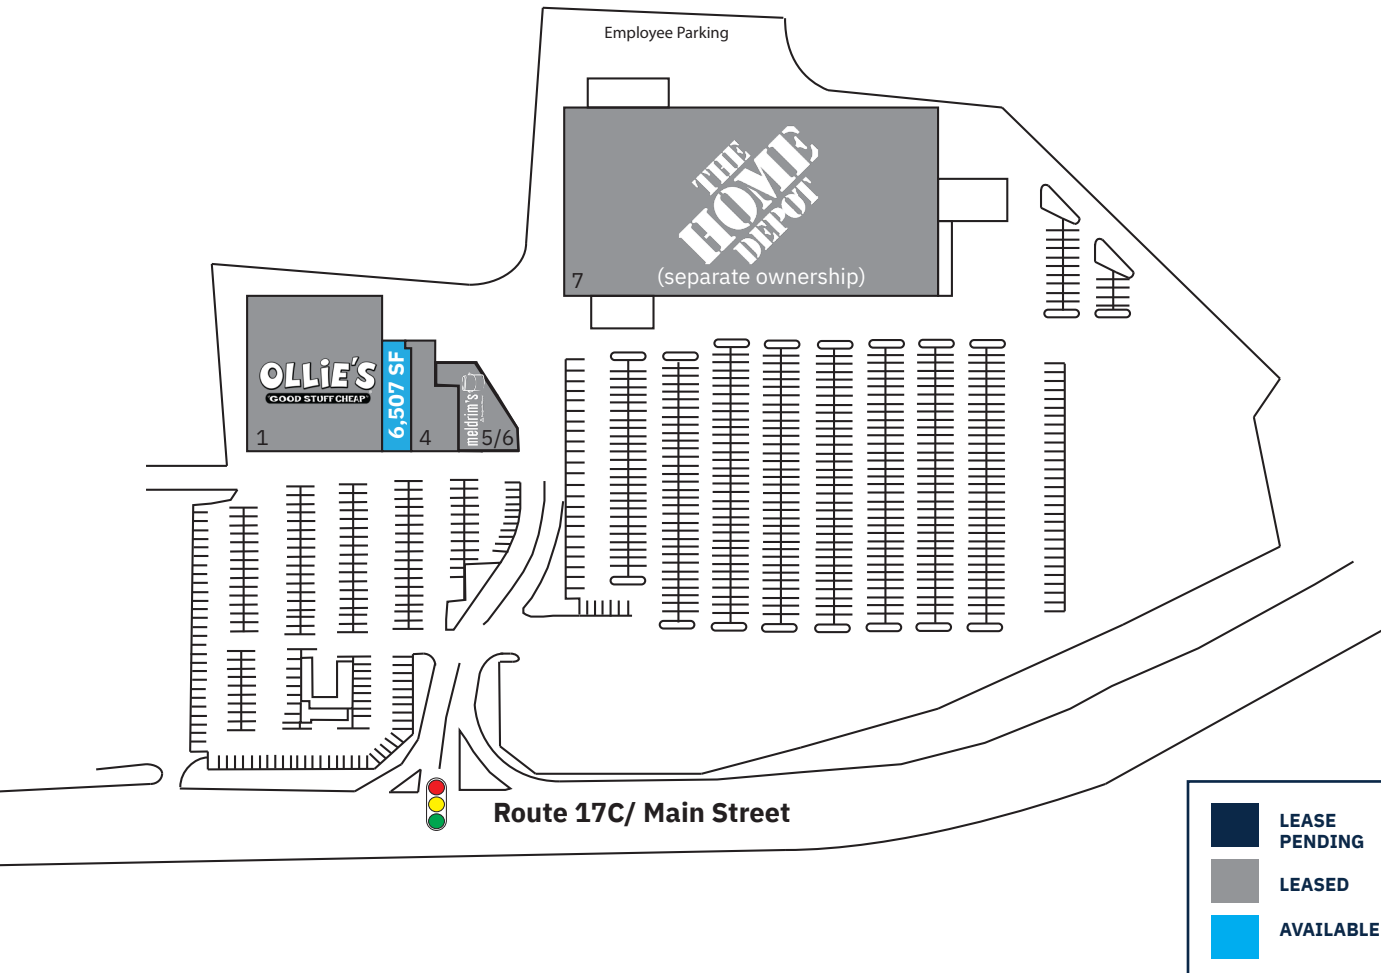 Employee Parking
THE
HOME
DEPOT
7
(separate ownership)
OLLiE'S
GOOD STUFF CHEAP
1
6,507 SF
4
meldrim's
5/6
Route 17C/ Main Street
LEASE
PENDING
LEASED
AVAILABLE